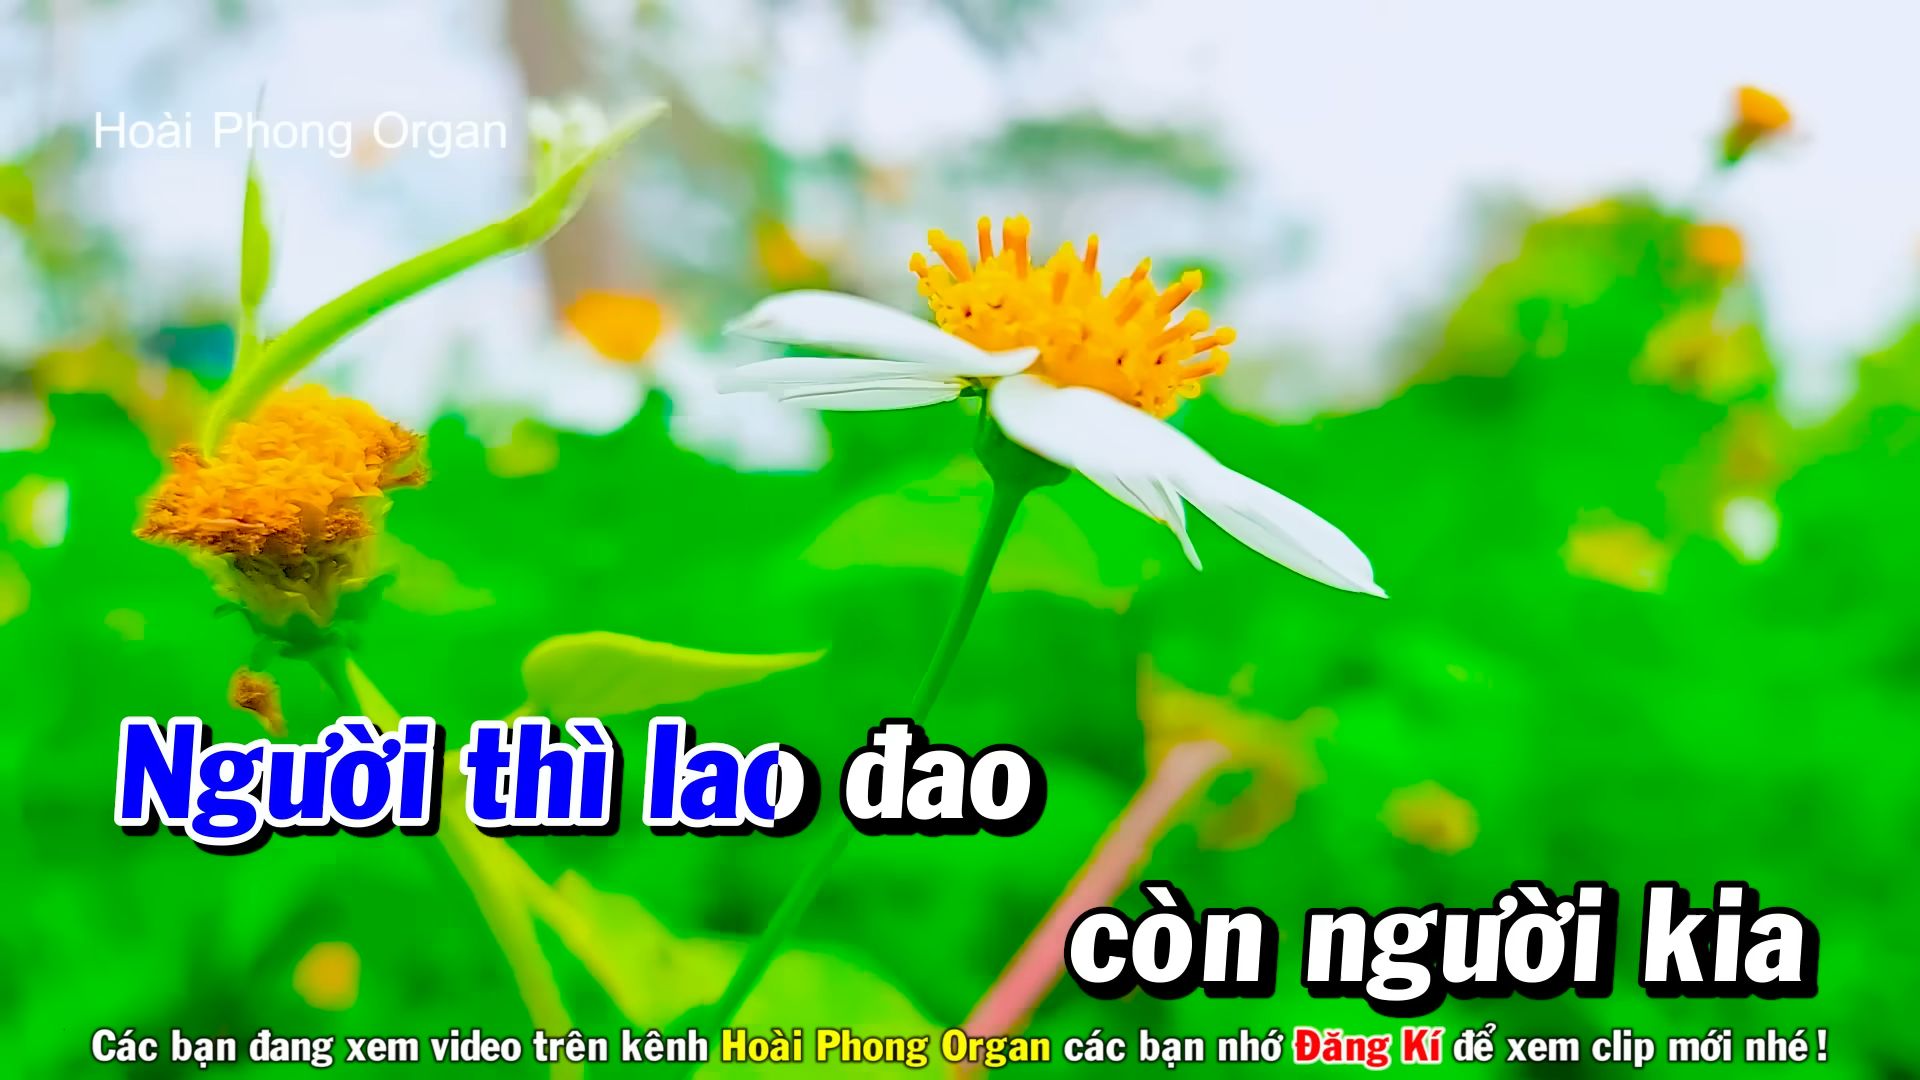 Hoài Phong Organ
Người thì lao đao
còn người kia
Các bạn đang xem video trên kênh Hoài Phong Organ các bạn nhớ Đăng Kí để xem clip mới nhé !